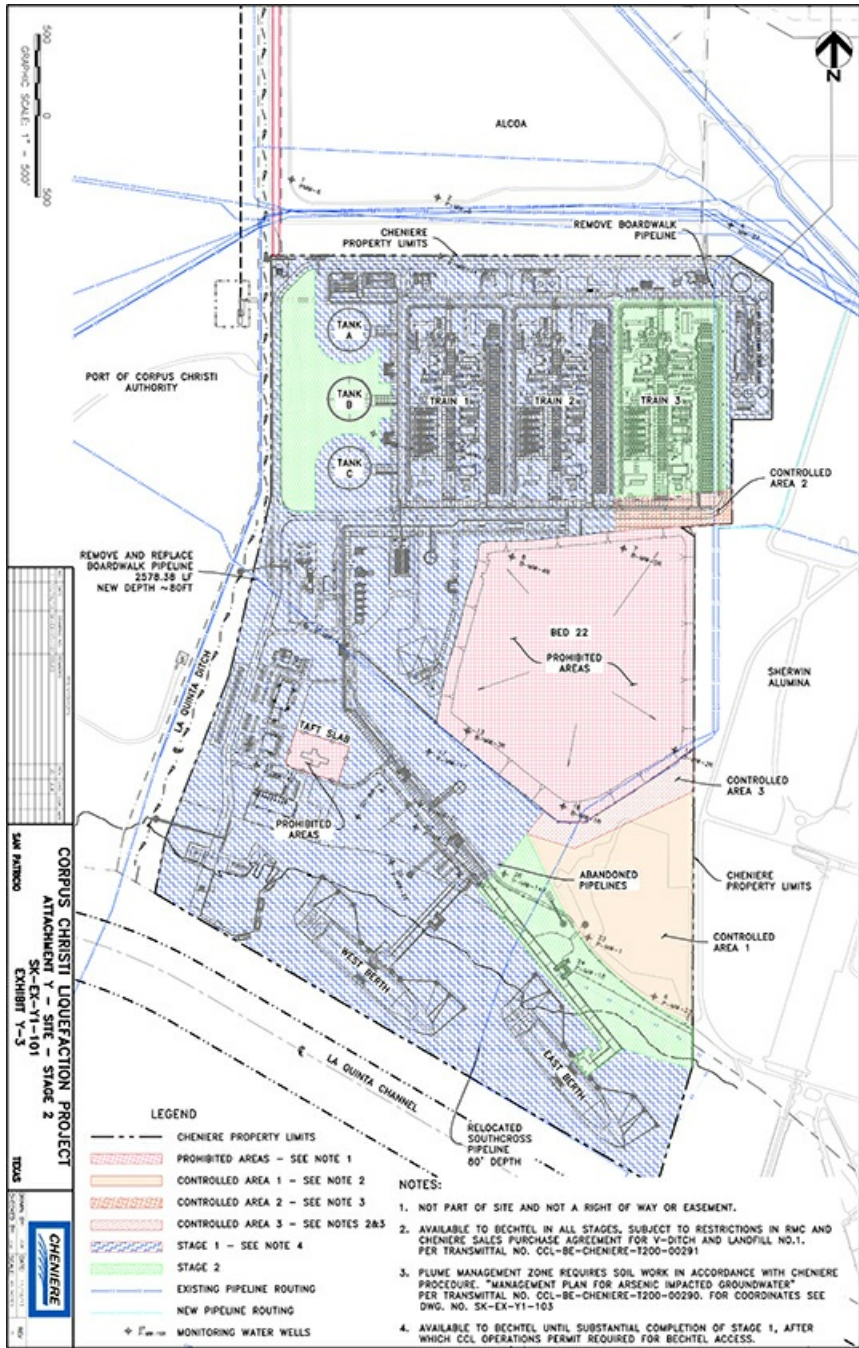 500
0
500
GRAPHIC SCALE: 1" = 500'
N
ALCOA
CHENIERE
PROPERTY LIMITS
REMOVE BOARDWALK
PIPELINE
TANK
A
TANK
B
TANK
C
TRAIN 1
TRAIN 2
TRAIN 3
PORT OF CORPUS CHRISTI
AUTHORITY
CONTROLLED
AREA 2
REMOVE AND REPLACE
BOARDWALK PIPELINE
2578.38 LF
NEW DEPTH ~80FT
BED 22
PROHIBITED
AREAS
SHERWIN
ALUMINA
LA QUINTA DITCH
TAFT SLAB
PROHIBITED
AREAS
CONTROLLED
AREA 3
ABANDONED
PIPELINES
CHENIERE
PROPERTY LIMITS
CONTROLLED
AREA 1
WEST BERTH
EAST BERTH
LA QUINTA CHANNEL
RELOCATED
SOUTHCROSS
PIPELINE
80' DEPTH
LEGEND
CHENIERE PROPERTY LIMITS
PROHIBITED AREAS - SEE NOTE 1
CONTROLLED AREA 1 - SEE NOTE 2
CONTROLLED AREA 2 - SEE NOTE 3
CONTROLLED AREA 3 - SEE NOTES 2&3
STAGE 1 - SEE NOTE 4
STAGE 2
EXISTING PIPELINE ROUTING
NEW PIPELINE ROUTING
MONITORING WATER WELLS
NOTES:
1. NOT PART OF SITE AND NOT A RIGHT OF WAY OR EASEMENT.
2. AVAILABLE TO BECHTEL IN ALL STAGES, SUBJECT TO RESTRICTIONS IN RMC AND
CHENIERE SALES PURCHASE AGREEMENT FOR V-DITCH AND LANDFILL NO.1.
PER TRANSMITTAL NO. CCL-BE-CHENIERE-T200-00291
3. PLUME MANAGEMENT ZONE REQUIRES SOIL WORK IN ACCORDANCE WITH CHENIERE
PROCEDURE. "MANAGEMENT PLAN FOR ARSENIC IMPACTED GROUNDWATER"
PER TRANSMITTAL NO. CCL-BE-CHENIERE-T200-00290. FOR COORDINATES SEE
DWG. NO. SK-EX-Y1-103
4. AVAILABLE TO BECHTEL UNTIL SUBSTANTIAL COMPLETION OF STAGE 1, AFTER
WHICH CCL OPERATIONS PERMIT REQUIRED FOR BECHTEL ACCESS.
CORPUS CHRISTI LIQUEFACTION PROJECT
ATTACHMENT Y - SITE - STAGE 2
SK-EX-Y1-101
EXHIBIT Y-3
SAN PATRICIO
TEXAS
CHENIERE